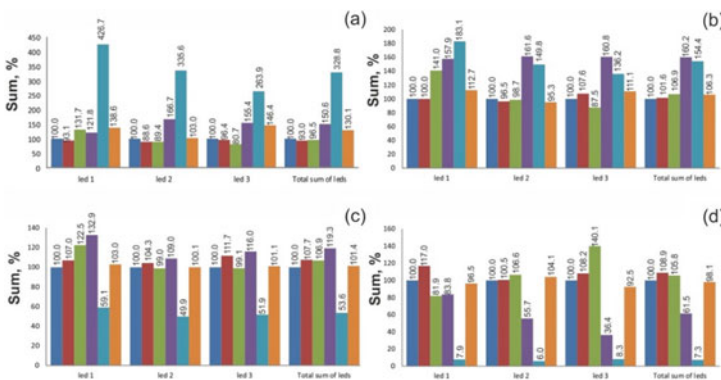 (a)
Sum, %
450
400
350
300
250
200
150
100
50
0
100.0 93.1 131.7 121.8 426.7 138.6
100.0 88.6 89.4 166.7 335.6 103.0
100.0 96.4 80.7 155.4 263.9 146.4
100.0 93.0 96.5 150.6 328.8 130.1
led 1 led 2 led 3 Total sum of leds
(b)
Sum, %
200
180
160
140
120
100
80
60
40
20
0
100.0 100.0 141.0 157.9 183.1 112.7
100.0 96.5 98.7 161.6 149.8 95.3
100.0 107.6 87.5 160.8 136.2 111.1
100.0 101.6 106.9 160.2 154.4 106.3
led 1 led 2 led 3 Total sum of leds
(c)
Sum, %
140
120
100
80
60
40
20
0
100.0 107.0 122.5 132.9 59.1 103.0
100.0 104.3 99.0 109.0 49.9 100.1
100.0 111.7 99.1 116.0 51.9 101.1
100.0 107.7 106.9 119.3 53.6 101.4
led 1 led 2 led 3 Total sum of leds
(d)
Sum, %
160
140
120
100
80
60
40
20
0
100.0 117.0 81.9 83.8 7.9 96.5
100.0 100.5 106.6 55.7 6.0 104.1
100.0 108.2 140.1 36.4 8.3 92.5
100.0 108.9 105.8 61.5 7.3 98.1
led 1 led 2 led 3 Total sum of leds